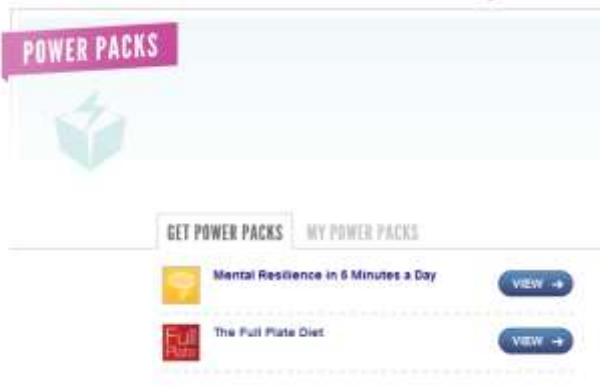 POWER PACKS
GET POWER PACKS MY POWER PACKS
Mental Resilience in 6 Minutes a Day
VIEW
Full
Plate
The Full Plate Diet
VIEW